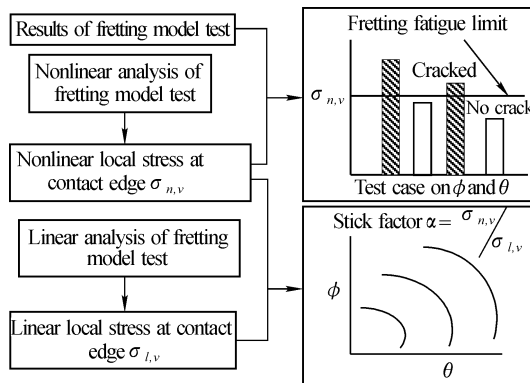 Results of fretting model test
Nonlinear analysis of
fretting model test
Nonlinear local stress at
contact edge σn,v
Linear analysis of fretting
model test
Linear local stress at contact
edge σl,v
Fretting fatigue limit
Cracked
σn,v
No crack
Test case on ϕ and θ
Stick factor α = σn,v / σl,v
ϕ
θ